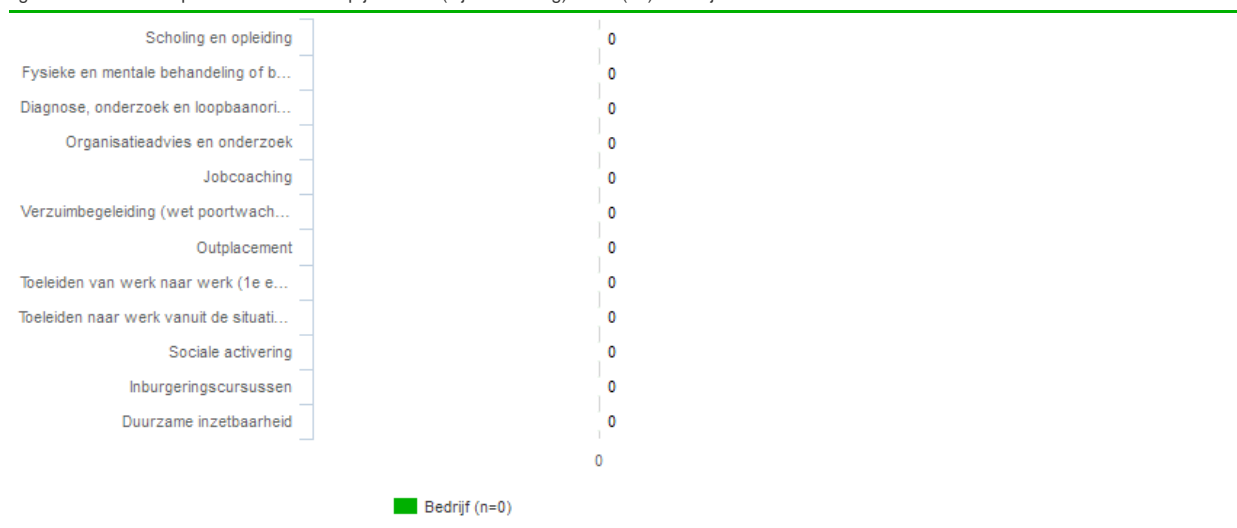 Scholing en opleiding 0
Fysieke en mentale behandeling of b... 0
Diagnose, onderzoek en loopbaanori... 0
Organisatieadvies en onderzoek 0
Jobcoaching 0
Verzuimbegeleiding (wet poortwach... 0
Outplacement 0
Toeleiden van werk naar werk (1e e... 0
Toeleiden naar werk vanuit de situati... 0
Sociale activering 0
Inburgeringscursussen 0
Duurzame inzetbaarheid 0
0
Bedrijf (n=0)